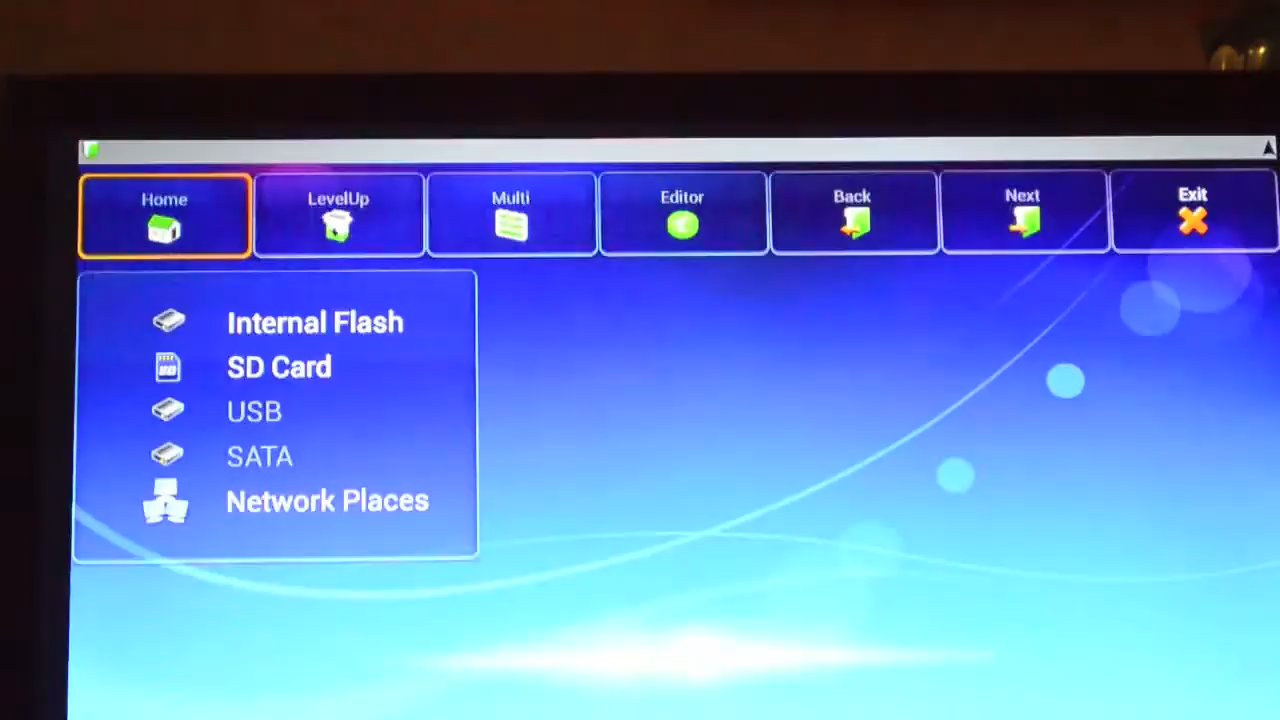 Home LevelUp Multi Editor Back Next Exit
Internal Flash
SD Card
USB
SATA
Network Places